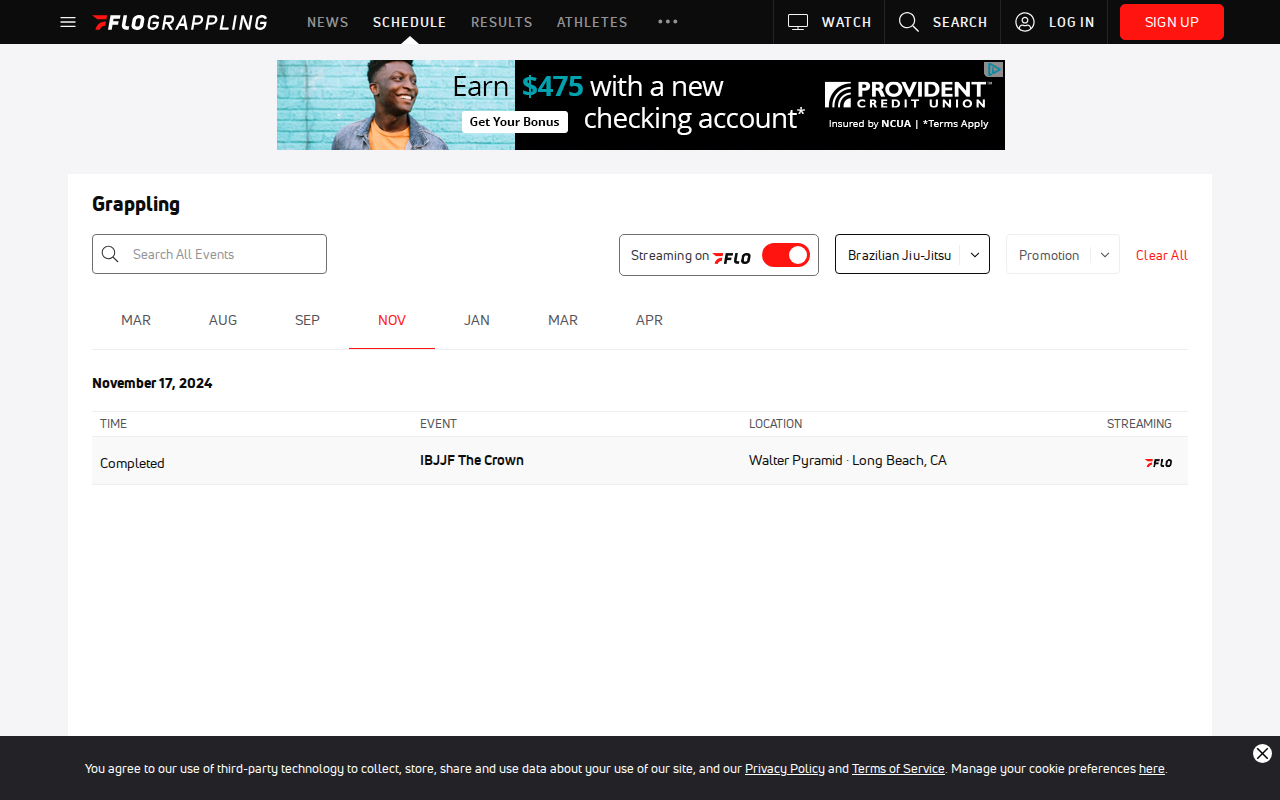 FLOGRAPPLING NEWS SCHEDULE RESULTS ATHLETES ••• WATCH SEARCH LOG IN SIGN UP
Earn $475 with a new
checking account*
Get Your Bonus
PROVIDENT
CREDIT UNION
Insured by NCUA | *Terms Apply
Grappling
Search All Events
Streaming on FLO
Brazilian Jiu-Jitsu
Promotion
Clear All
MAR AUG SEP NOV JAN MAR APR
November 17, 2024
TIME EVENT LOCATION STREAMING
Completed IBJJF The Crown Walter Pyramid · Long Beach, CA FLO
You agree to our use of third-party technology to collect, store, share and use data about your use of our site, and our Privacy Policy and Terms of Service. Manage your cookie preferences here.